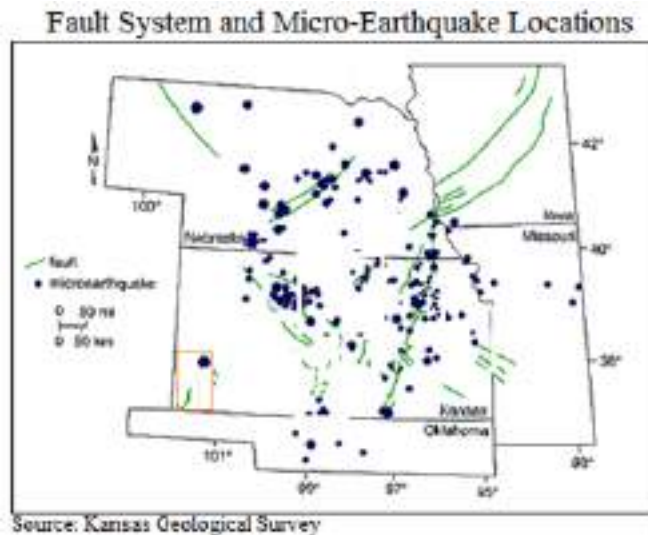 Fault System and Micro-Earthquake Locations
N
42°
100°
Iowa
Nebraska
Missouri
40°
fault
microearthquake
0 50 mi
0 50 km
38°
Kansas
Oklahoma
101°
99°
97°
95°
93°
Source: Kansas Geological Survey